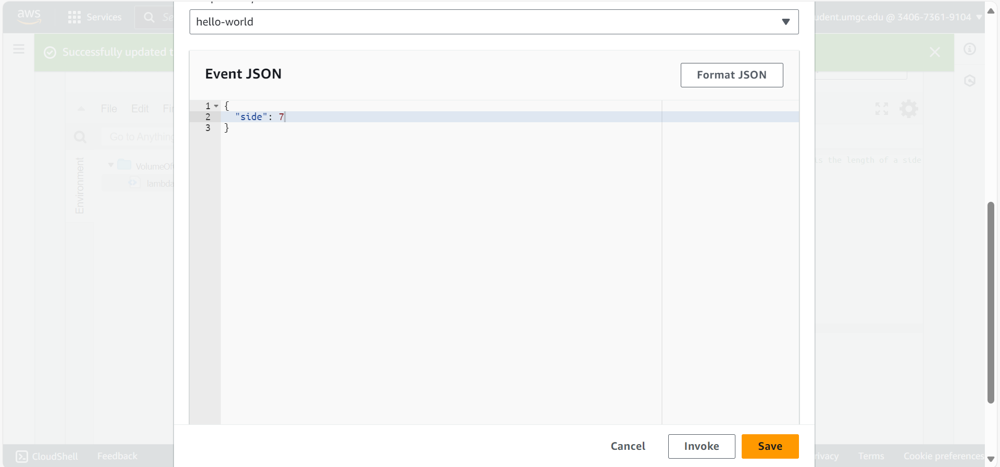 aws
Services
hello-world
udent.umgc.edu @ 3406-7361-9104
Successfully updated t
Event JSON
Format JSON
File Edit
Go to Anything
Environment
VolumeOf
lambda
1 {
2 "side": 7
3 }
is the length of a side
Cancel
Invoke
Save
CloudShell
Feedback
rivacy
Terms
Cookie preferences